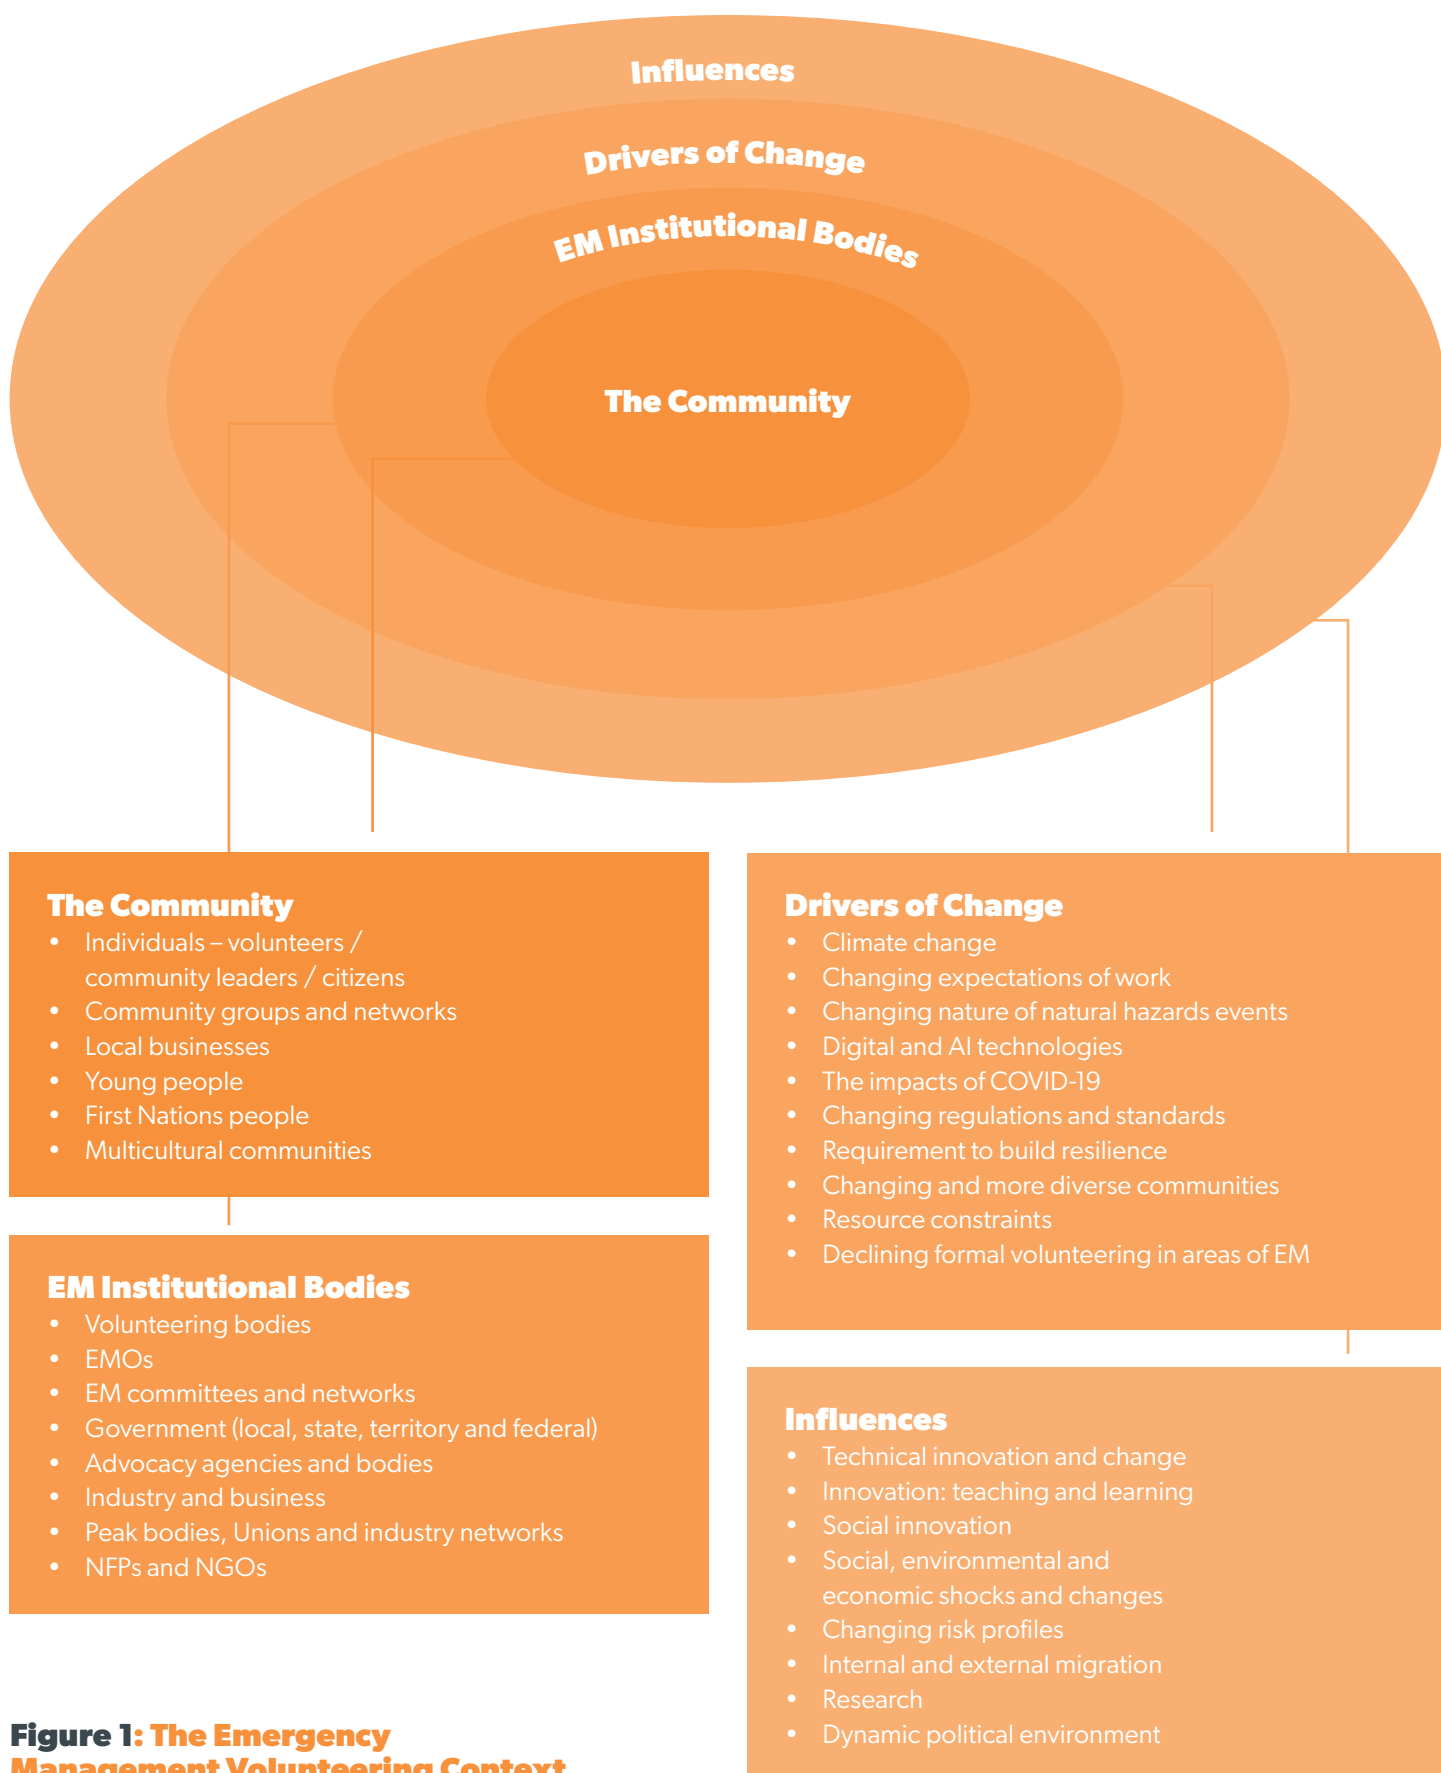 Influences
Drivers of Change
EM Institutional Bodies
The Community
The Community
• Individuals – volunteers /
community leaders / citizens
• Community groups and networks
• Local businesses
• Young people
• First Nations people
• Multicultural communities
EM Institutional Bodies
• Volunteering bodies
• EMOs
• EM committees and networks
• Government (local, state, territory and federal)
• Advocacy agencies and bodies
• Industry and business
• Peak bodies, Unions and industry networks
• NFPs and NGOs
Drivers of Change
• Climate change
• Changing expectations of work
• Changing nature of natural hazards events
• Digital and AI technologies
• The impacts of COVID-19
• Changing regulations and standards
• Requirement to build resilience
• Changing and more diverse communities
• Resource constraints
• Declining formal volunteering in areas of EM
Influences
• Technical innovation and change
• Innovation: teaching and learning
• Social innovation
• Social, environmental and
economic shocks and changes
• Changing risk profiles
• Internal and external migration
• Research
• Dynamic political environment
Figure 1: The Emergency
Management Volunteering Context